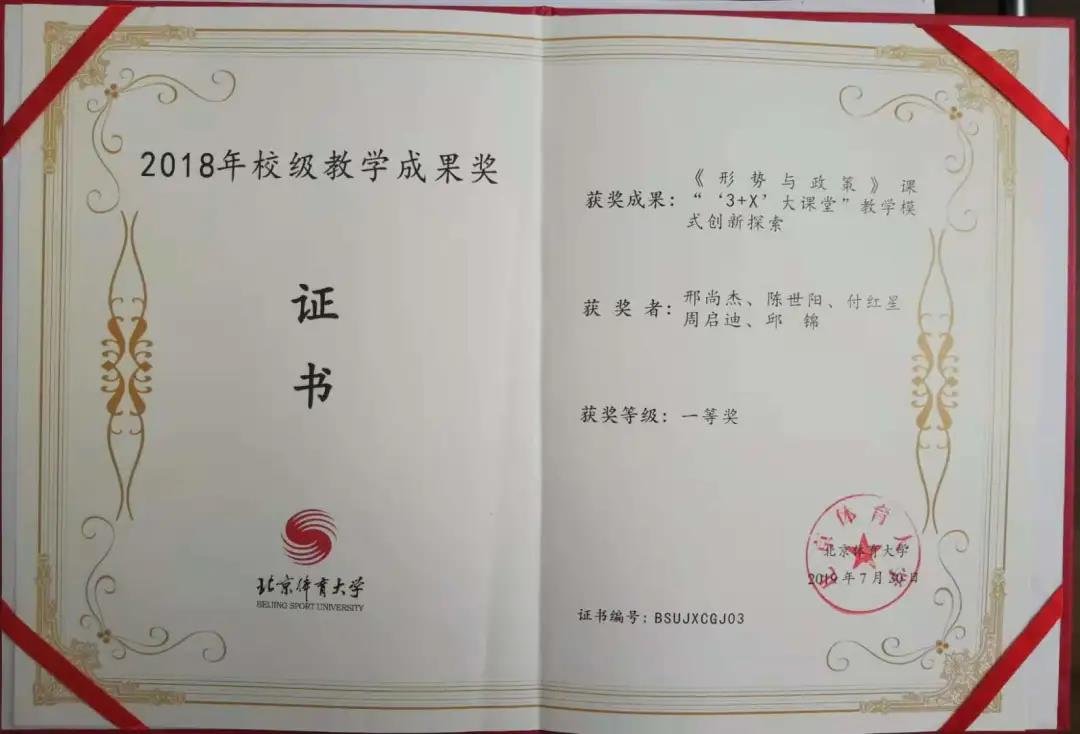 2018年校级教学成果奖
证
书
北京体育大学
BEIJING SPORT UNIVERSITY
获奖成果：《形势与政策》课
“‘3+X’大课堂”教学模
式创新探索
获奖者：邢尚杰、陈世阳、付红星
周启迪、邱 锦
获奖等级：一等奖
北京体育大学
2019年7月30日
证书编号：BSUJXCGJ03